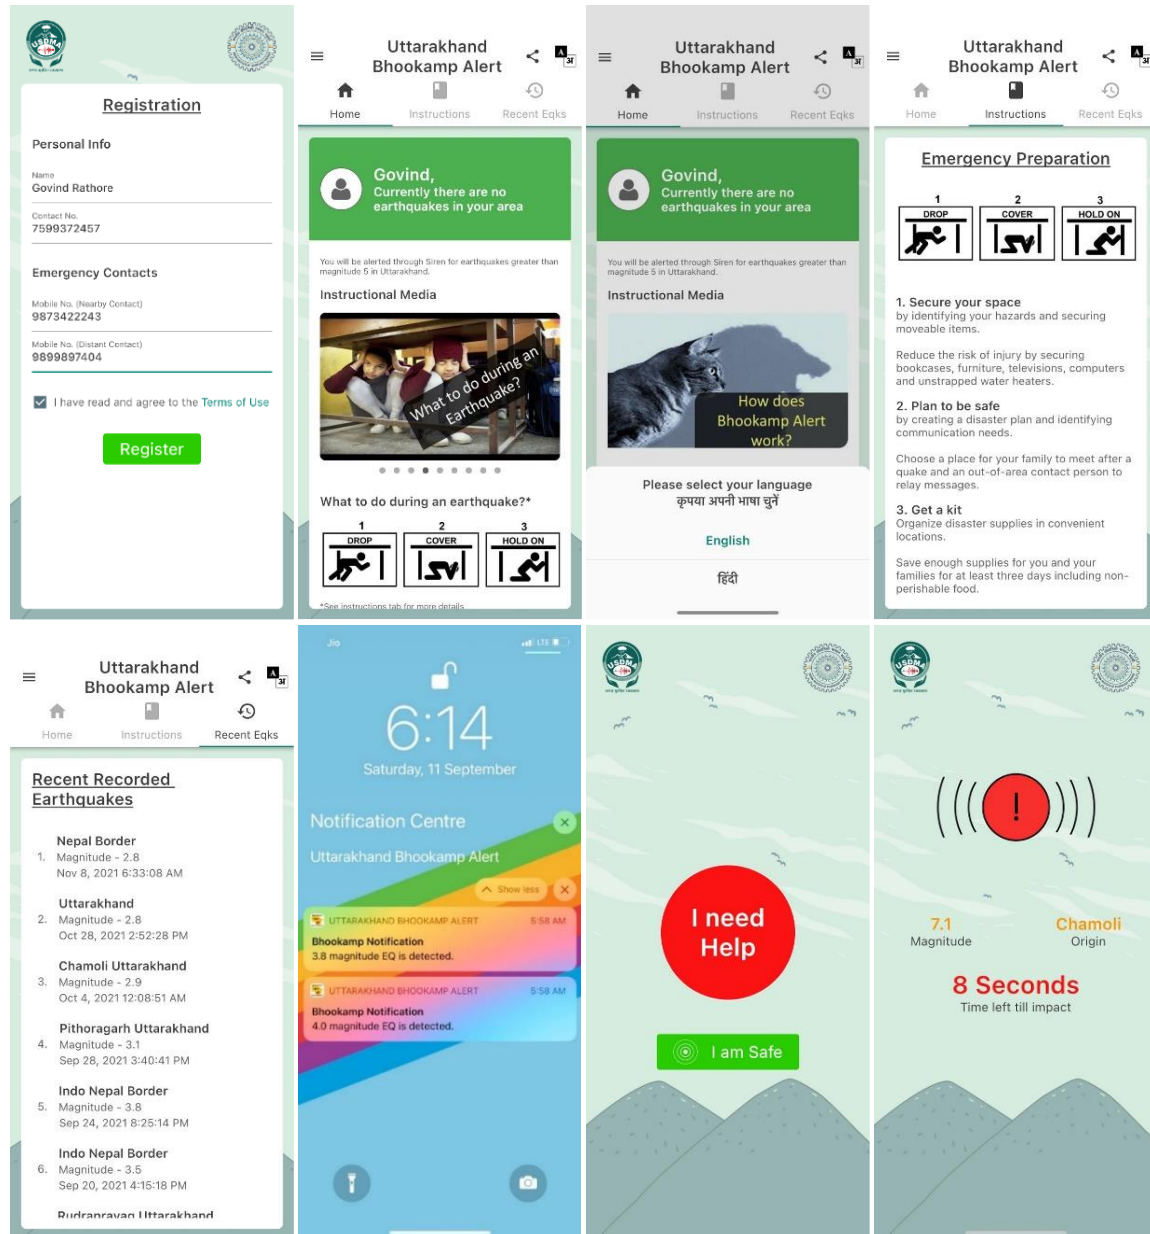 USDMA
Registration
Personal Info
Name
Govind Rathore
Contact No.
7599372457
Emergency Contacts
Mobile No. (Nearby Contact)
9873422243
Mobile No. (Distant Contact)
9899897404
I have read and agree to the Terms of Use
Register
Uttarakhand
Bhookamp Alert
A
अ
Home
Instructions
Recent Eqks
Govind,
Currently there are no
earthquakes in your area
You will be alerted through Siren for earthquakes greater than
magnitude 5 in Uttarakhand.
Instructional Media
What to do during an
Earthquake?
What to do during an earthquake?*
1 2 3
DROP COVER HOLD ON
*See instructions tab for more details
Uttarakhand
Bhookamp Alert
A
अ
Home
Instructions
Recent Eqks
Govind,
Currently there are no
earthquakes in your area
You will be alerted through Siren for earthquakes greater than
magnitude 5 in Uttarakhand.
Instructional Media
How does
Bhookamp Alert
work?
Please select your language
कृपया अपनी भाषा चुनें
English
हिंदी
Uttarakhand
Bhookamp Alert
A
अ
Home
Instructions
Recent Eqks
Emergency Preparation
1 2 3
DROP COVER HOLD ON
1. Secure your space
by identifying your hazards and securing
moveable items.
Reduce the risk of injury by securing
bookcases, furniture, televisions, computers
and unstrapped water heaters.
2. Plan to be safe
by creating a disaster plan and identifying
communication needs.
Choose a place for your family to meet after a
quake and an out-of-area contact person to
relay messages.
3. Get a kit
Organize disaster supplies in convenient
locations.
Save enough supplies for you and your
families for at least three days including non-
perishable food.
Uttarakhand
Bhookamp Alert
A
अ
Home
Instructions
Recent Eqks
Recent Recorded
Earthquakes
Nepal Border
1. Magnitude - 2.8
Nov 8, 2021 6:33:08 AM
Uttarakhand
2. Magnitude - 2.8
Oct 28, 2021 2:52:28 PM
Chamoli Uttarakhand
3. Magnitude - 2.9
Oct 4, 2021 12:08:51 AM
Pithoragarh Uttarakhand
4. Magnitude - 3.1
Sep 28, 2021 3:40:41 PM
Indo Nepal Border
5. Magnitude - 3.8
Sep 24, 2021 8:25:14 PM
Indo Nepal Border
6. Magnitude - 3.5
Sep 20, 2021 4:15:18 PM
Rudraprayag Uttarakhand
Jio
LTE
6:14
Saturday, 11 September
Notification Centre
Uttarakhand Bhookamp Alert
Show less
UTTARAKHAND BHOOKAMP ALERT 5:58 AM
Bhookamp Notification
3.8 magnitude EQ is detected.
UTTARAKHAND BHOOKAMP ALERT 5:58 AM
Bhookamp Notification
4.0 magnitude EQ is detected.
USDMA
I need
Help
I am Safe
USDMA
!
7.1
Magnitude
Chamoli
Origin
8 Seconds
Time left till impact